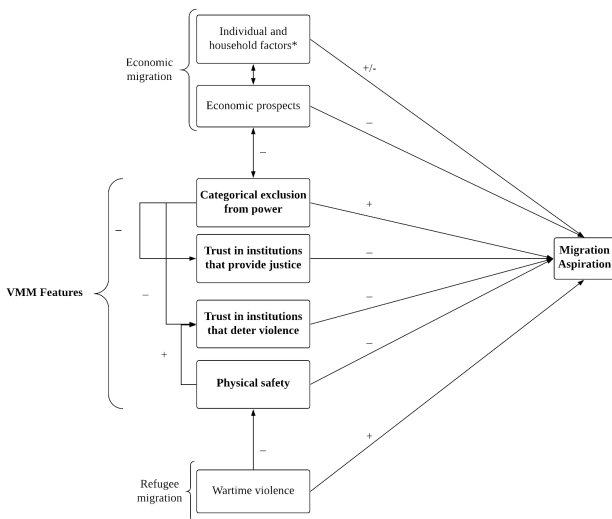 Individual and
household factors*
Economic
migration
+/-
Economic prospects
–
–
Categorical exclusion
from power
+
–
Trust in institutions
that provide justice
–
Migration
Aspiration
VMM Features
–
–
Trust in institutions
that deter violence
+
–
Physical safety
+
–
Refugee
migration
Wartime violence